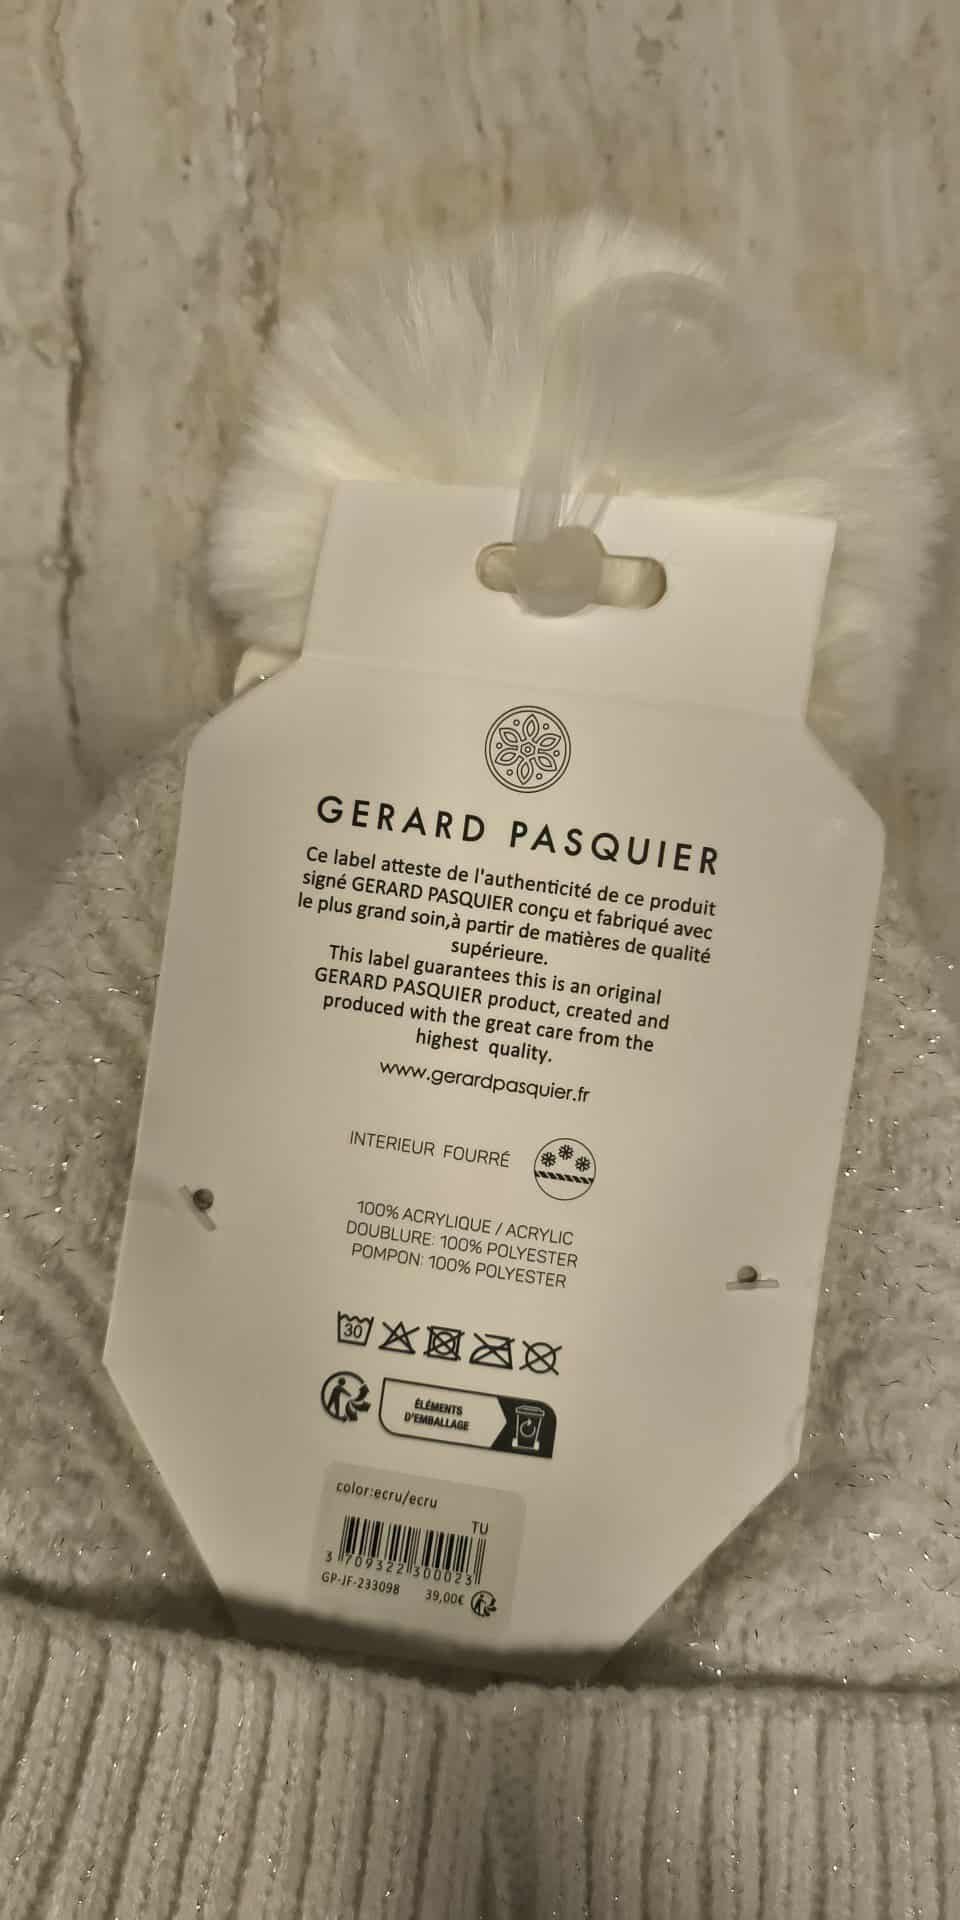 GERARD PASQUIER
Ce label atteste de l'authenticité de ce produit
signé GERARD PASQUIER conçu et fabriqué avec
le plus grand soin,à partir de matières de qualité
supérieure.
This label guarantees this is an original
GERARD PASQUIER product, created and
produced with the great care from the
highest quality.
www.gerardpasquier.fr
INTERIEUR FOURRÉ
100% ACRYLIQUE / ACRYLIC
DOUBLURE: 100% POLYESTER
POMPON: 100% POLYESTER
30
ÉLÉMENTS
D'EMBALLAGE
color:ecru/ecru
TU
3 709322 300023
GP-JF-233098 39,00€